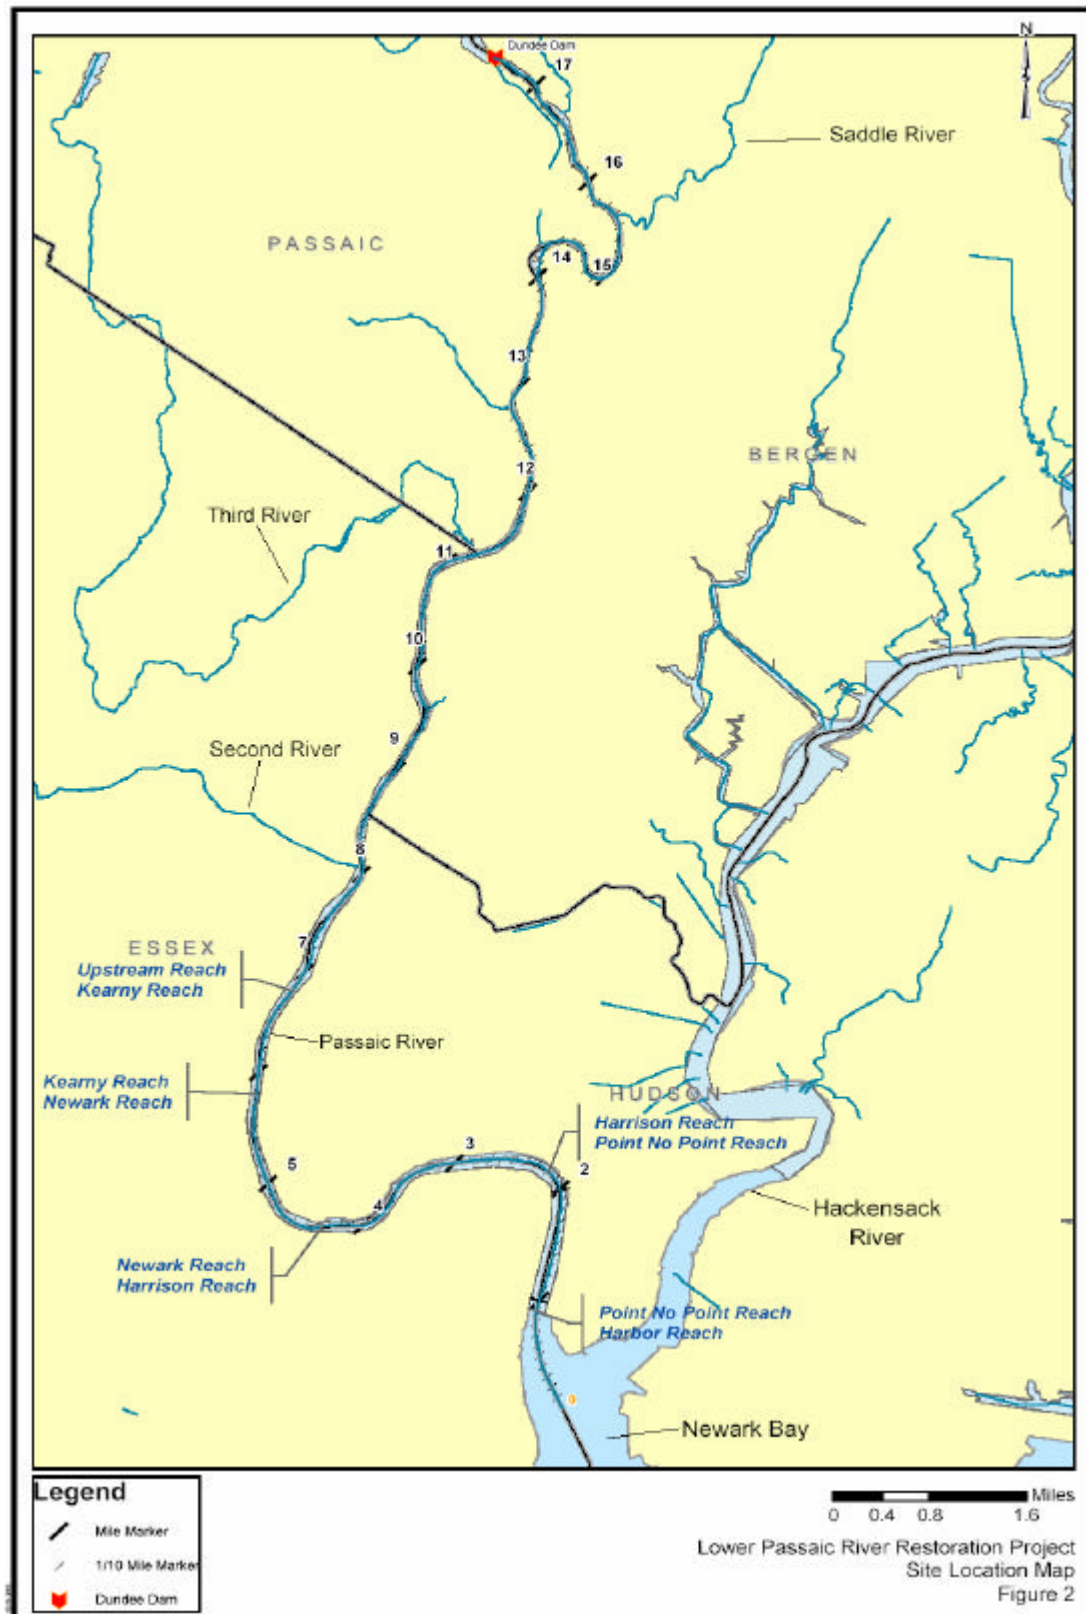 Dundee Dam
N
17
Saddle River
16
PASSAIC
14
15
13
BERGEN
12
Third River
11
10
Second River
9
8
7
ESSEX
Upstream Reach
Kearny Reach
Passaic River
Kearny Reach
Newark Reach
HUDSON
Harrison Reach
Point No Point Reach
3
2
5
4
Hackensack
River
Newark Reach
Harrison Reach
Point No Point Reach
Harbor Reach
0
Newark Bay
Legend
Mile Marker
1/10 Mile Marker
Dundee Dam
Miles
0 0.4 0.8 1.6
Lower Passaic River Restoration Project
Site Location Map
Figure 2